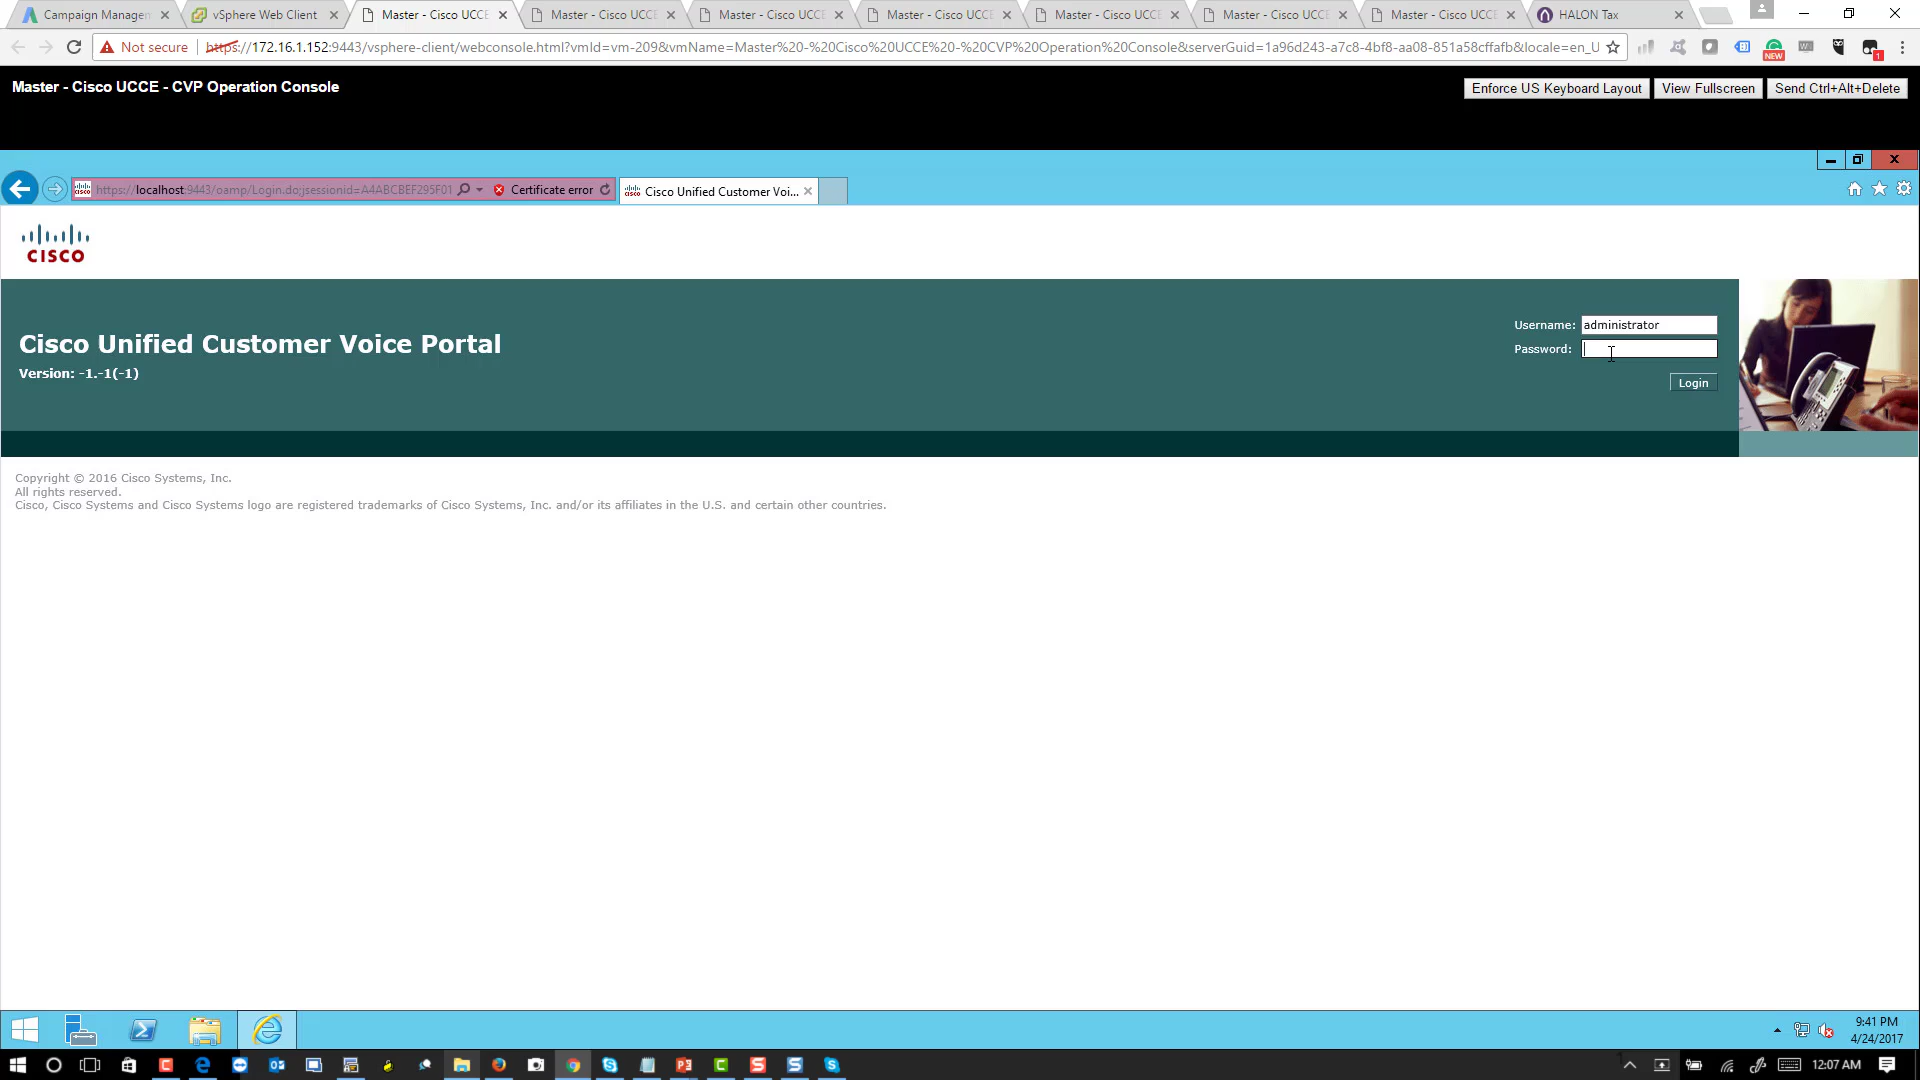 Campaign Managem
vSphere Web Client
Master - Cisco UCCE
Master - Cisco UCCE
Master - Cisco UCCE
Master - Cisco UCCE
Master - Cisco UCCE
Master - Cisco UCCE
Master - Cisco UCCE
HALON Tax
Not secure
https://172.16.1.152:9443/vsphere-client/webconsole.html?vmId=vm-209&vmName=Master%20-%20Cisco%20UCCE%20-%20CVP%20Operation%20Console&serverGuid=1a96d243-a7c8-4bf8-aa08-851a58cffafb&locale=en_U
NEW
1
Master - Cisco UCCE - CVP Operation Console
Enforce US Keyboard Layout
View Fullscreen
Send Ctrl+Alt+Delete
https://localhost:9443/oamp/Login.do;jsessionid=A4ABCBEF295F01
Certificate error
Cisco Unified Customer Voi...
CISCO
Cisco Unified Customer Voice Portal
Version: -1.-1(-1)
Username:
administrator
Password:
Login
Copyright © 2016 Cisco Systems, Inc.
All rights reserved.
Cisco, Cisco Systems and Cisco Systems logo are registered trademarks of Cisco Systems, Inc. and/or its affiliates in the U.S. and certain other countries.
9:41 PM
4/24/2017
12:07 AM